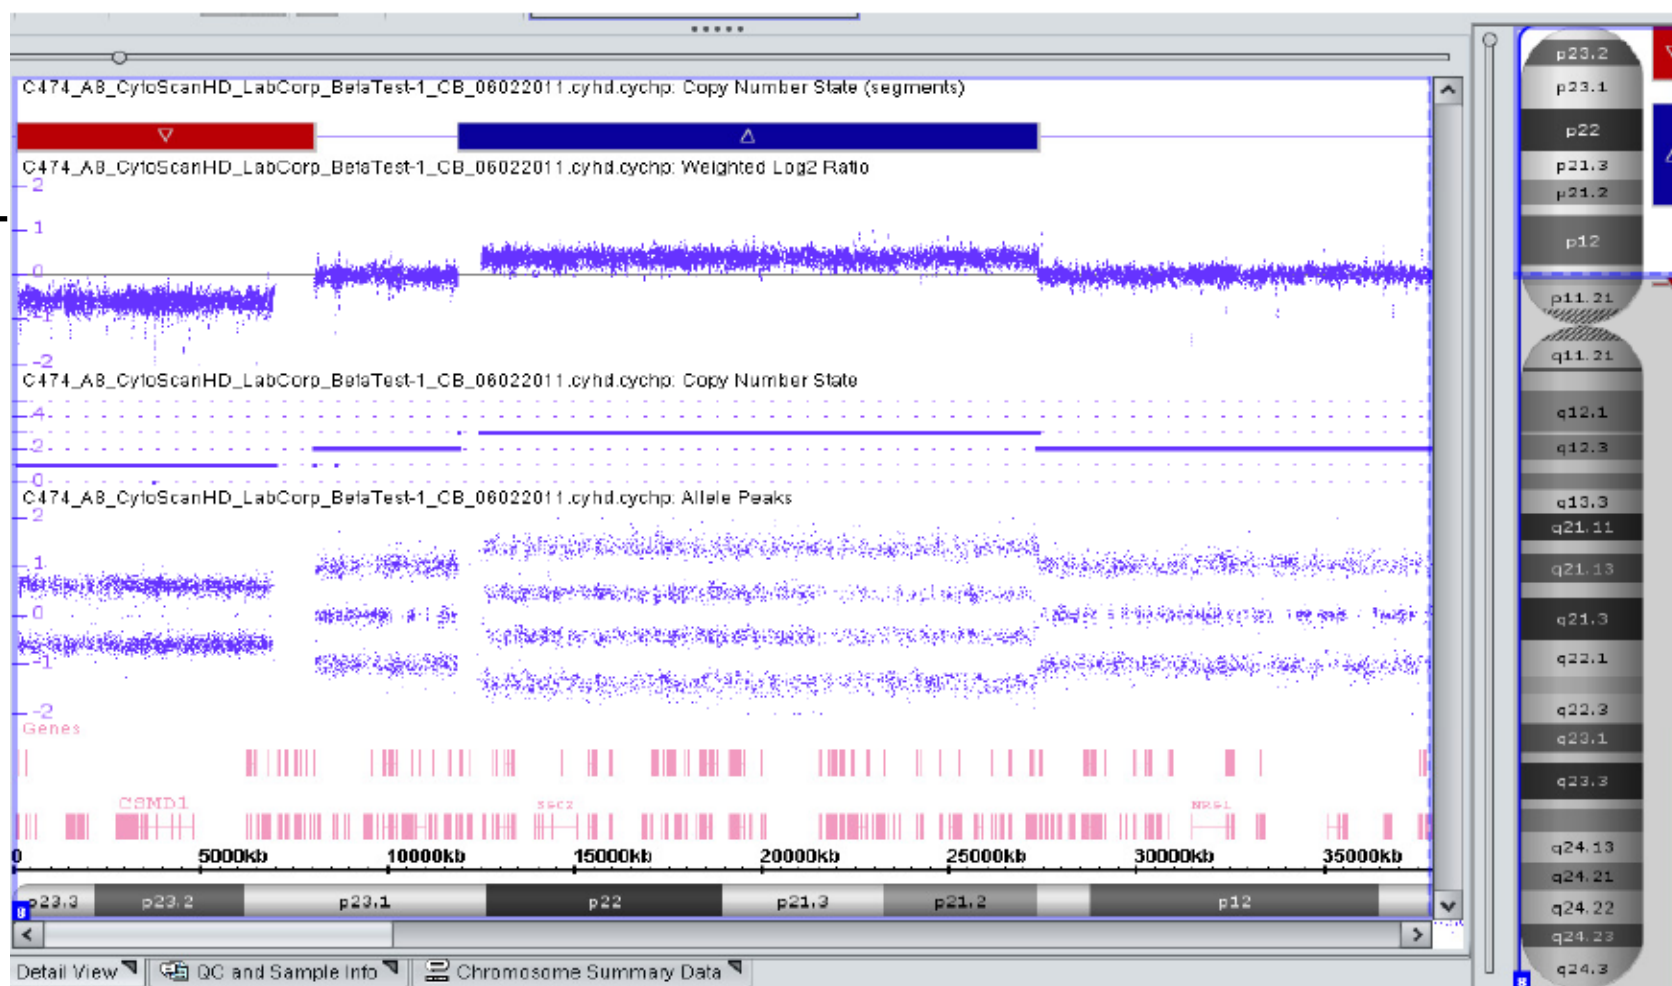 C474_A8_CytoScanHD_LabCorp_BetaTest-1_CB_06022011.cyhd.cychp: Copy Number State (segments)
C474_A8_CytoScanHD_LabCorp_BetaTest-1_CB_06022011.cyhd.cychp: Weighted Log2 Ratio
2
1
0
-1
-2
C474_A8_CytoScanHD_LabCorp_BetaTest-1_CB_06022011.cyhd.cychp: Copy Number State
4
2
0
C474_A8_CytoScanHD_LabCorp_BetaTest-1_CB_06022011.cyhd.cychp: Allele Peaks
2
1
0
-1
-2
Genes
CSMD1 SGCZ NRG1
0 5000kb 10000kb 15000kb 20000kb 25000kb 30000kb 35000kb
p23.3 p23.2 p23.1 p22 p21.3 p21.2 p12
8
Detail View QC and Sample Info Chromosome Summary Data
p23.2
p23.1
p22
p21.3
p21.2
p12
p11.21
q11.21
q12.1
q12.3
q13.3
q21.11
q21.13
q21.3
q22.1
q22.3
q23.1
q23.3
q24.13
q24.21
q24.22
q24.23
q24.3
8